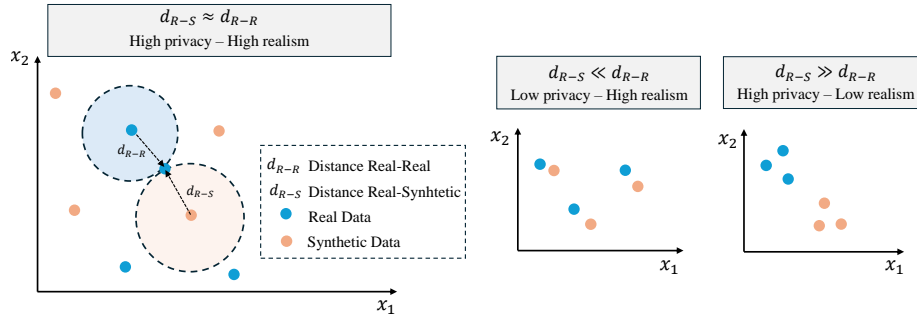 d_{R-S} ≈ d_{R-R}
High privacy – High realism
x_2
d_{R-R}
d_{R-S}
d_{R-R} Distance Real-Real
d_{R-S} Distance Real-Synhtetic
Real Data
Synthetic Data
x_1
d_{R-S} ≪ d_{R-R}
Low privacy – High realism
x_2
x_1
d_{R-S} ≫ d_{R-R}
High privacy – Low realism
x_2
x_1